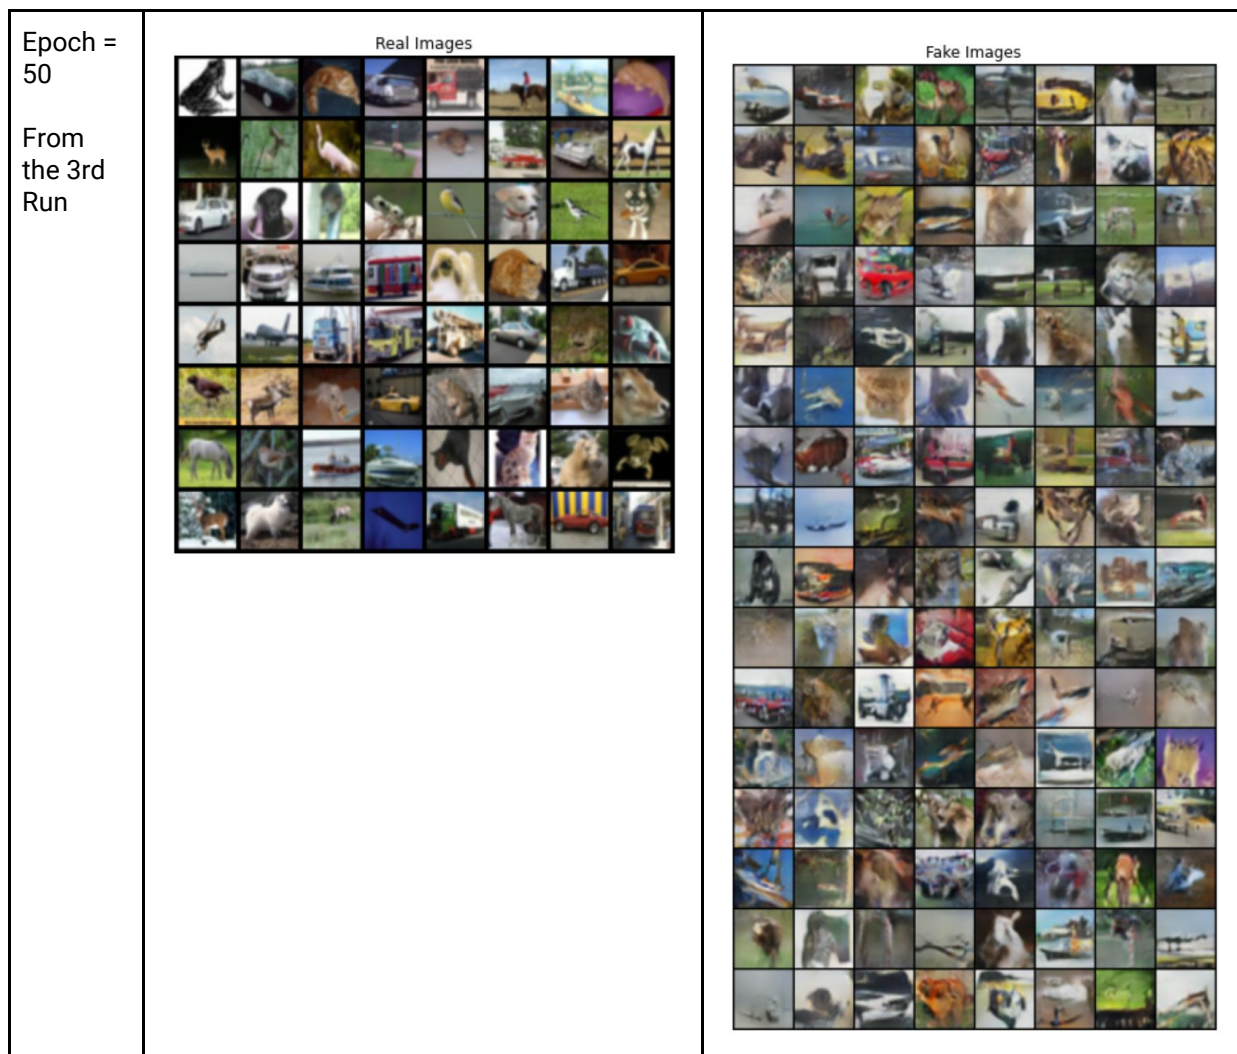 Epoch =
50
From
the 3rd
Run
Real Images
Fake Images